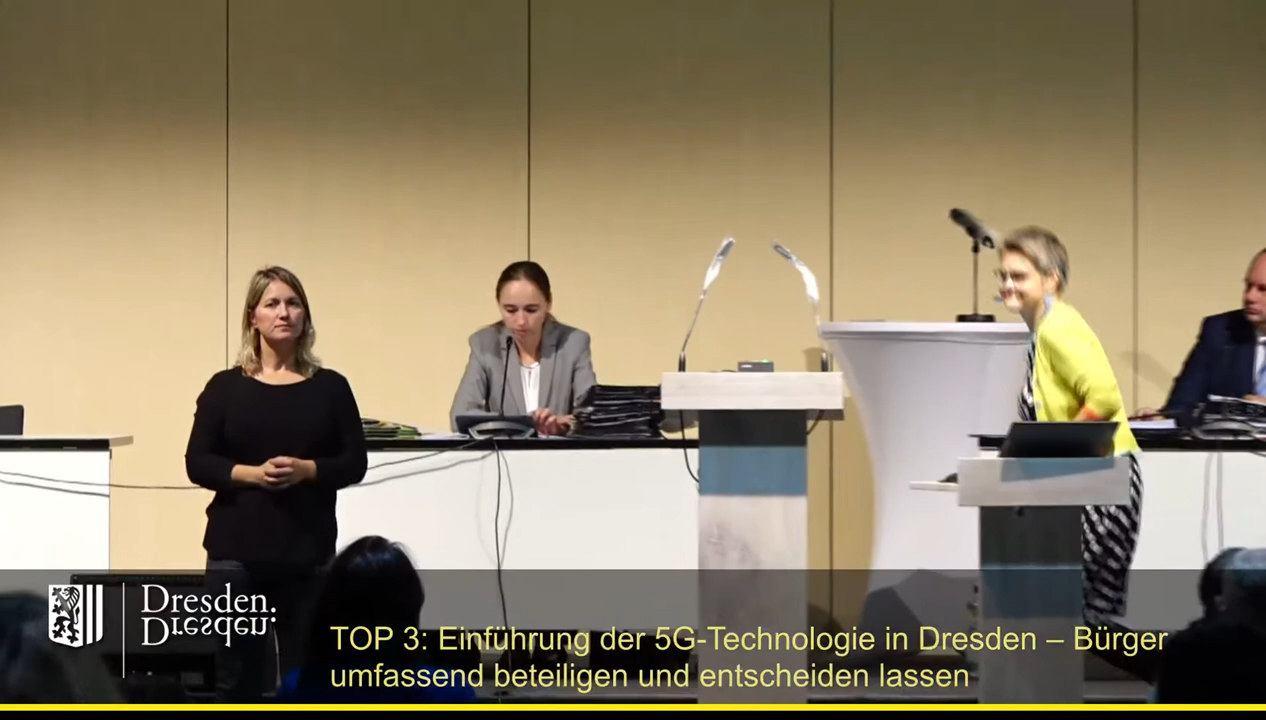 Dresden.
Dresden.
TOP 3: Einführung der 5G-Technologie in Dresden – Bürger
umfassend beteiligen und entscheiden lassen